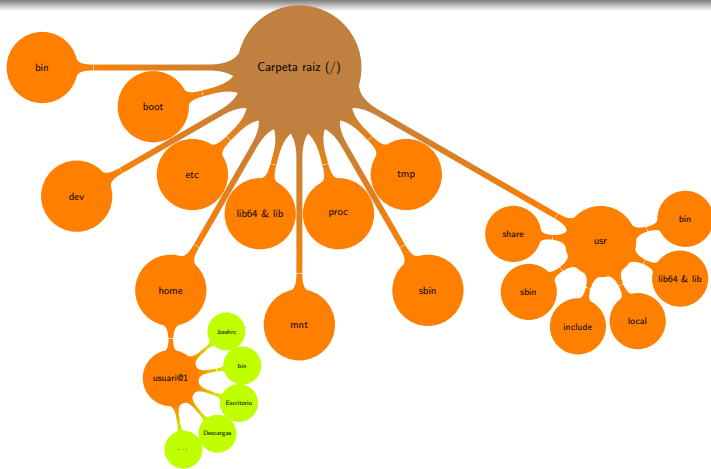 Carpeta raiz (/)
bin
boot
dev
etc
lib64 & lib
proc
tmp
home
mnt
sbin
usr
share
bin
sbin
lib64 & lib
include
local
usuari@1
.bashrc
bin
Escritorio
Descargas
...